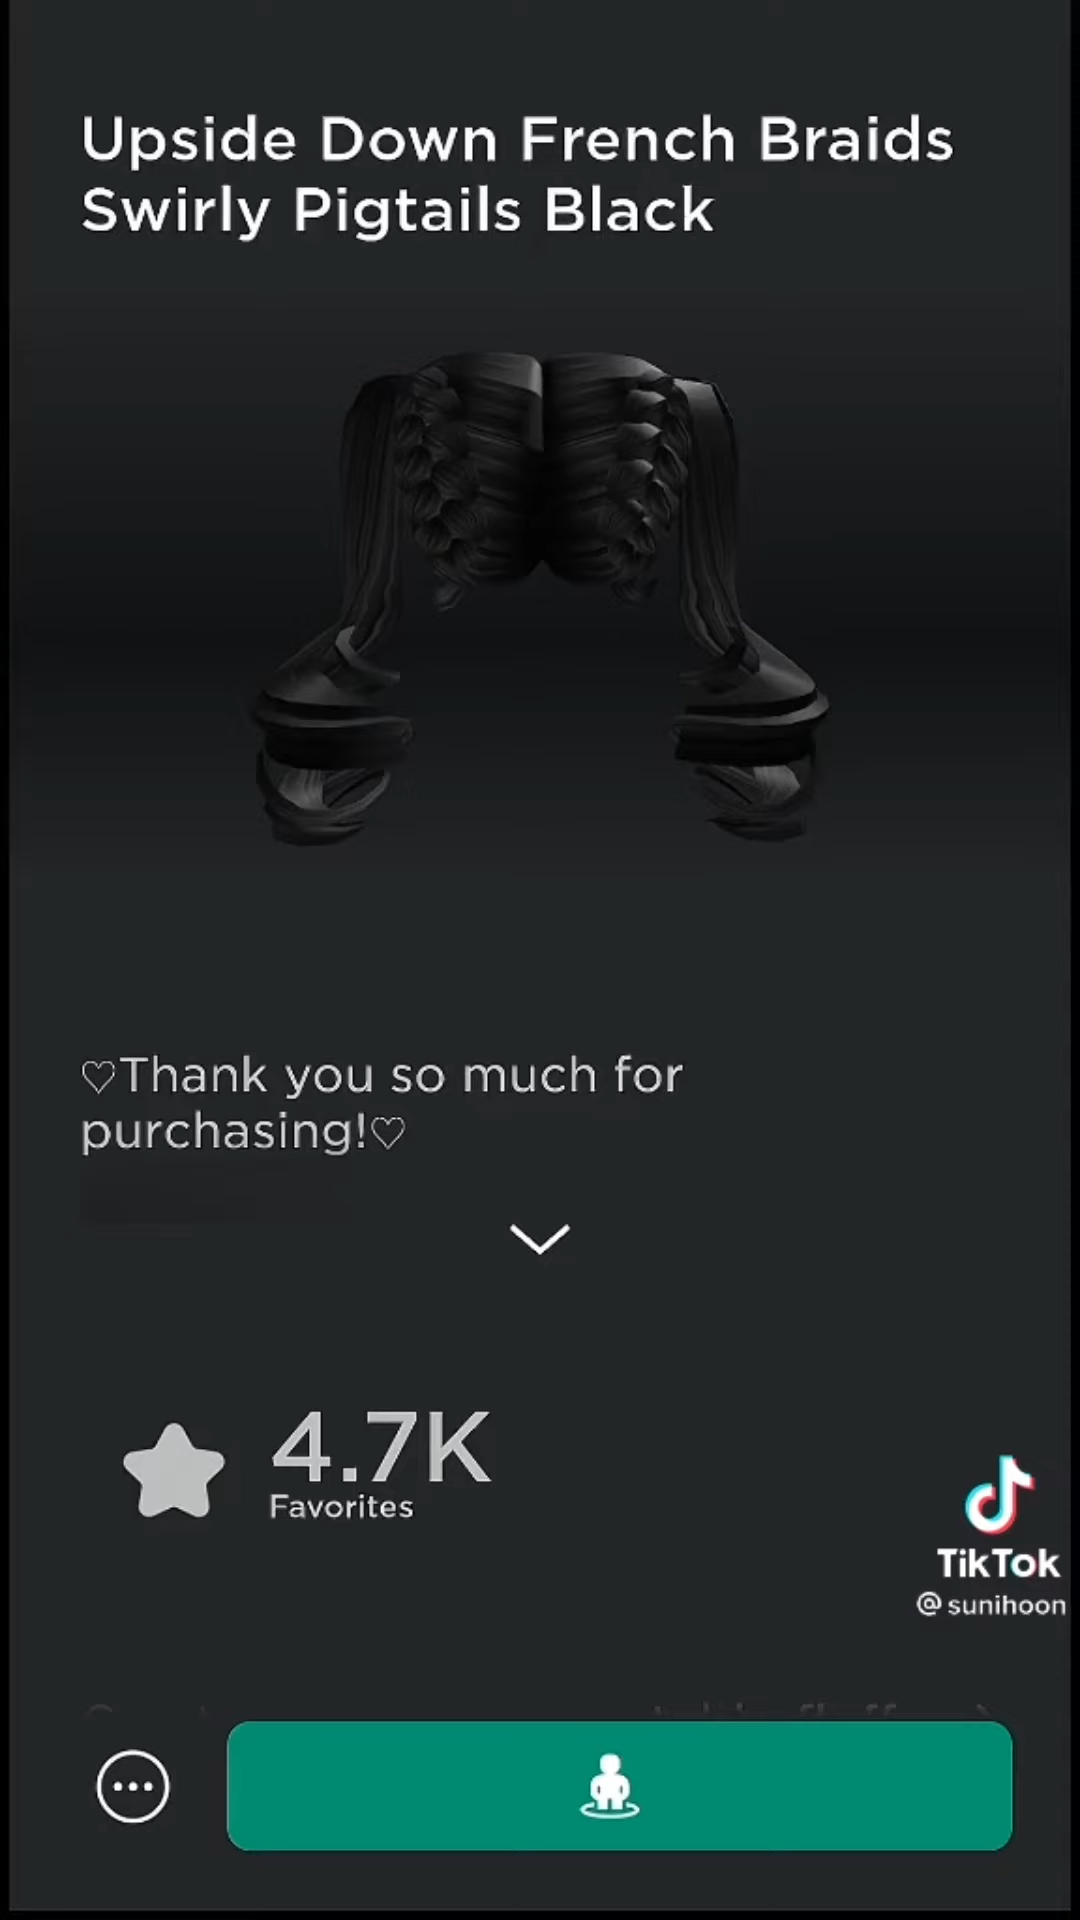 Upside Down French Braids
Swirly Pigtails Black
♡Thank you so much for
purchasing!♡
4.7K
Favorites
TikTok
@sunihoon